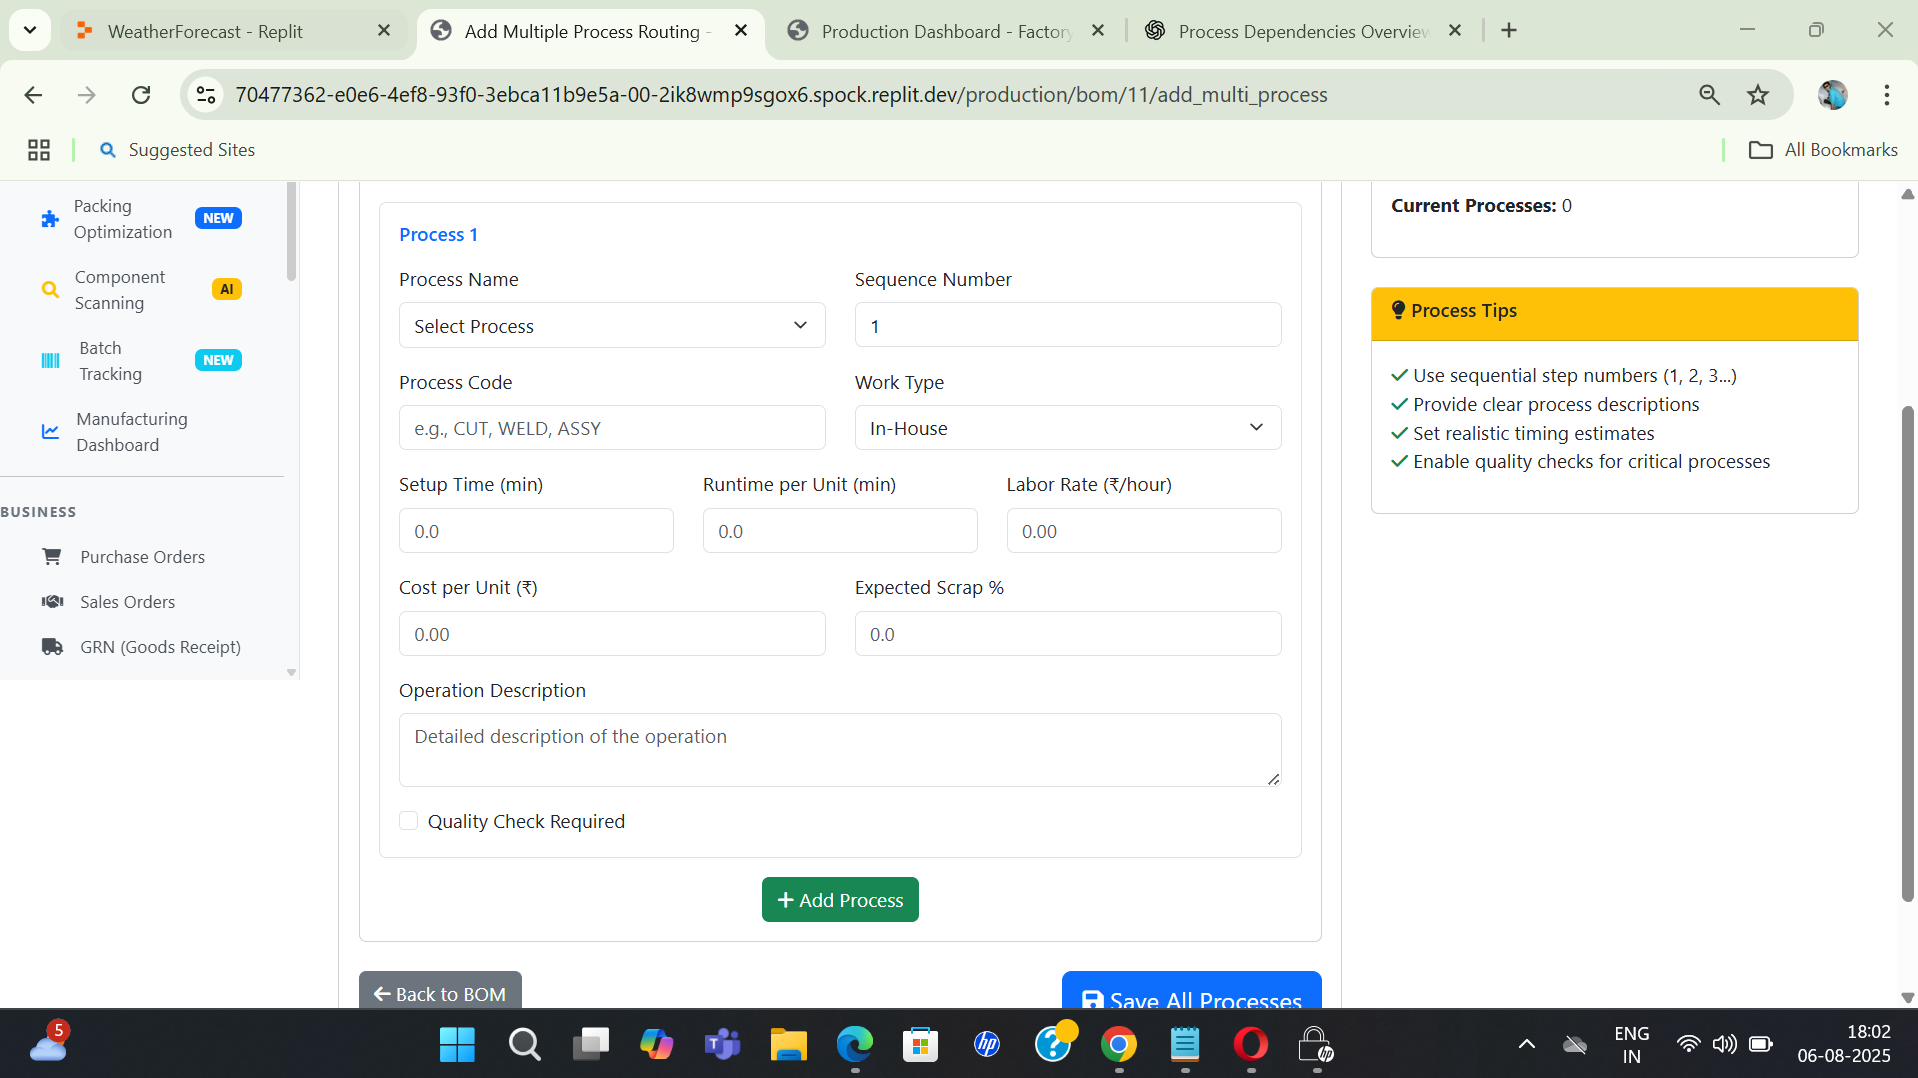 WeatherForecast - Replit
Add Multiple Process Routing -
Production Dashboard - Factory
Process Dependencies Overview
70477362-e0e6-4ef8-93f0-3ebca11b9e5a-00-2ik8wmp9sgox6.spock.replit.dev/production/bom/11/add_multi_process
Suggested Sites
All Bookmarks
Packing
Optimization
NEW
Component
Scanning
AI
Batch
Tracking
NEW
Manufacturing
Dashboard
BUSINESS
Purchase Orders
Sales Orders
GRN (Goods Receipt)
Process 1
Process Name
Sequence Number
Select Process
1
Process Code
Work Type
e.g., CUT, WELD, ASSY
In-House
Setup Time (min)
Runtime per Unit (min)
Labor Rate (₹/hour)
0.0
0.0
0.00
Cost per Unit (₹)
Expected Scrap %
0.00
0.0
Operation Description
Detailed description of the operation
Quality Check Required
+ Add Process
Back to BOM
Save All Processes
Current Processes: 0
Process Tips
Use sequential step numbers (1, 2, 3...)
Provide clear process descriptions
Set realistic timing estimates
Enable quality checks for critical processes
5
hp
ENG
IN
18:02
06-08-2025